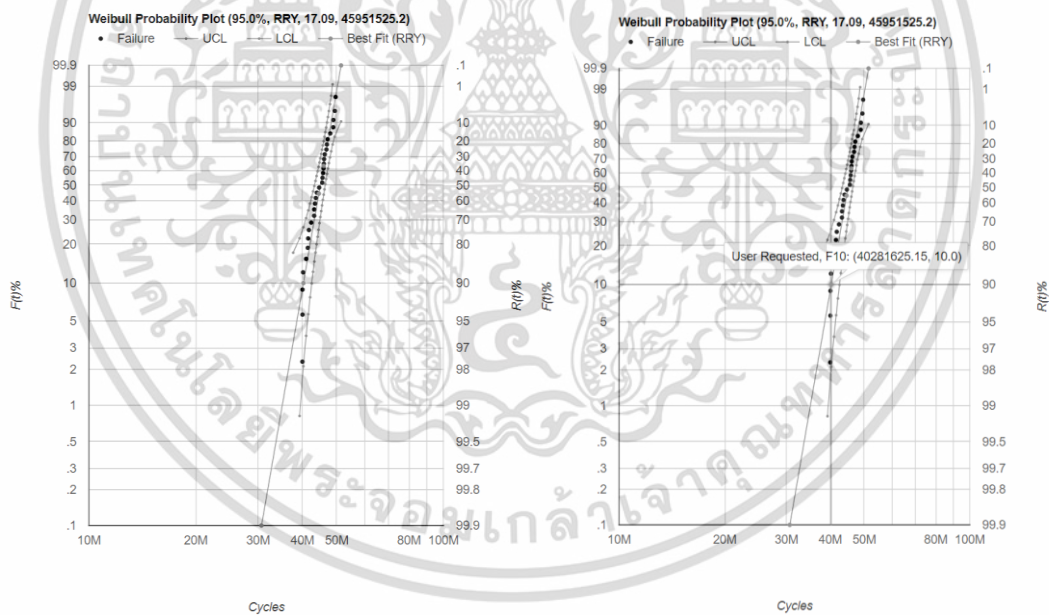 Weibull Probability Plot (95.0%, RRY, 17.09, 45951525.2)
Failure UCL LCL Best Fit (RRY)
99.9 .1
99 1
90 10
80 20
70 30
60 40
50 50
40 60
30 70
20 80
10 90
5 95
3 97
2 98
1 99
.5 99.5
.3 99.7
.2 99.8
.1 99.9
F(t)%
R(t)%
10M 20M 30M 40M 50M 80M 100M
Cycles
Weibull Probability Plot (95.0%, RRY, 17.09, 45951525.2)
Failure UCL LCL Best Fit (RRY)
99.9 .1
99 1
90 10
80 20
70 30
60 40
50 50
40 60
30 70
20 80
User Requested, F10: (40281625.15, 10.0)
10 90
5 95
3 97
2 98
1 99
.5 99.5
.3 99.7
.2 99.8
.1 99.9
F(t)%
R(t)%
10M 20M 30M 40M 50M 80M 100M
Cycles